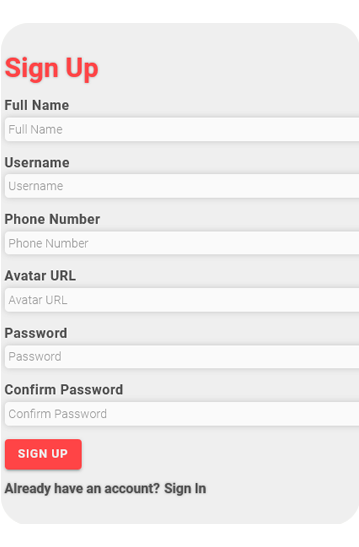 Sign Up
Full Name
Full Name
Username
Username
Phone Number
Phone Number
Avatar URL
Avatar URL
Password
Password
Confirm Password
Confirm Password
SIGN UP
Already have an account? Sign In